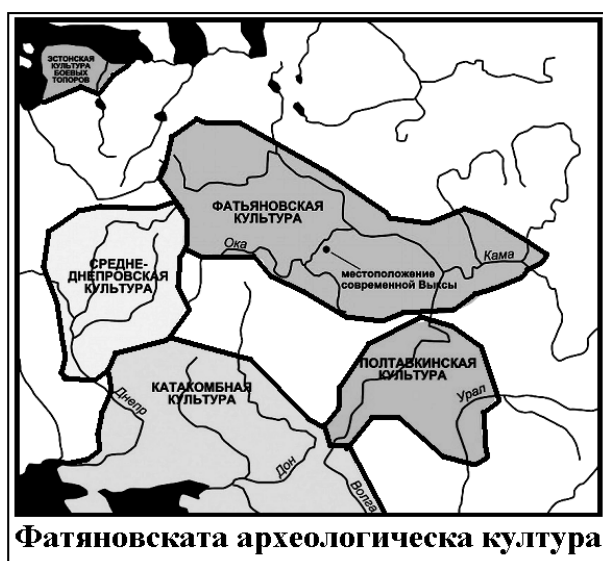 ЭСТОНСКАЯ
КУЛЬТУРА
БОЕВЫХ
ТОПОРОВ
ФАТЬЯНОВСКАЯ
КУЛЬТУРА
Ока
Кама
местоположение
современной Выксы
СРЕДНЕ-
ДНЕПРОВСКАЯ
КУЛЬТУРА
ПОЛТАВКИНСКАЯ
КУЛЬТУРА
КАТАКОМБНАЯ
КУЛЬТУРА
Днепр
Урал
Дон
Волга
Фатяновската археологическа култура